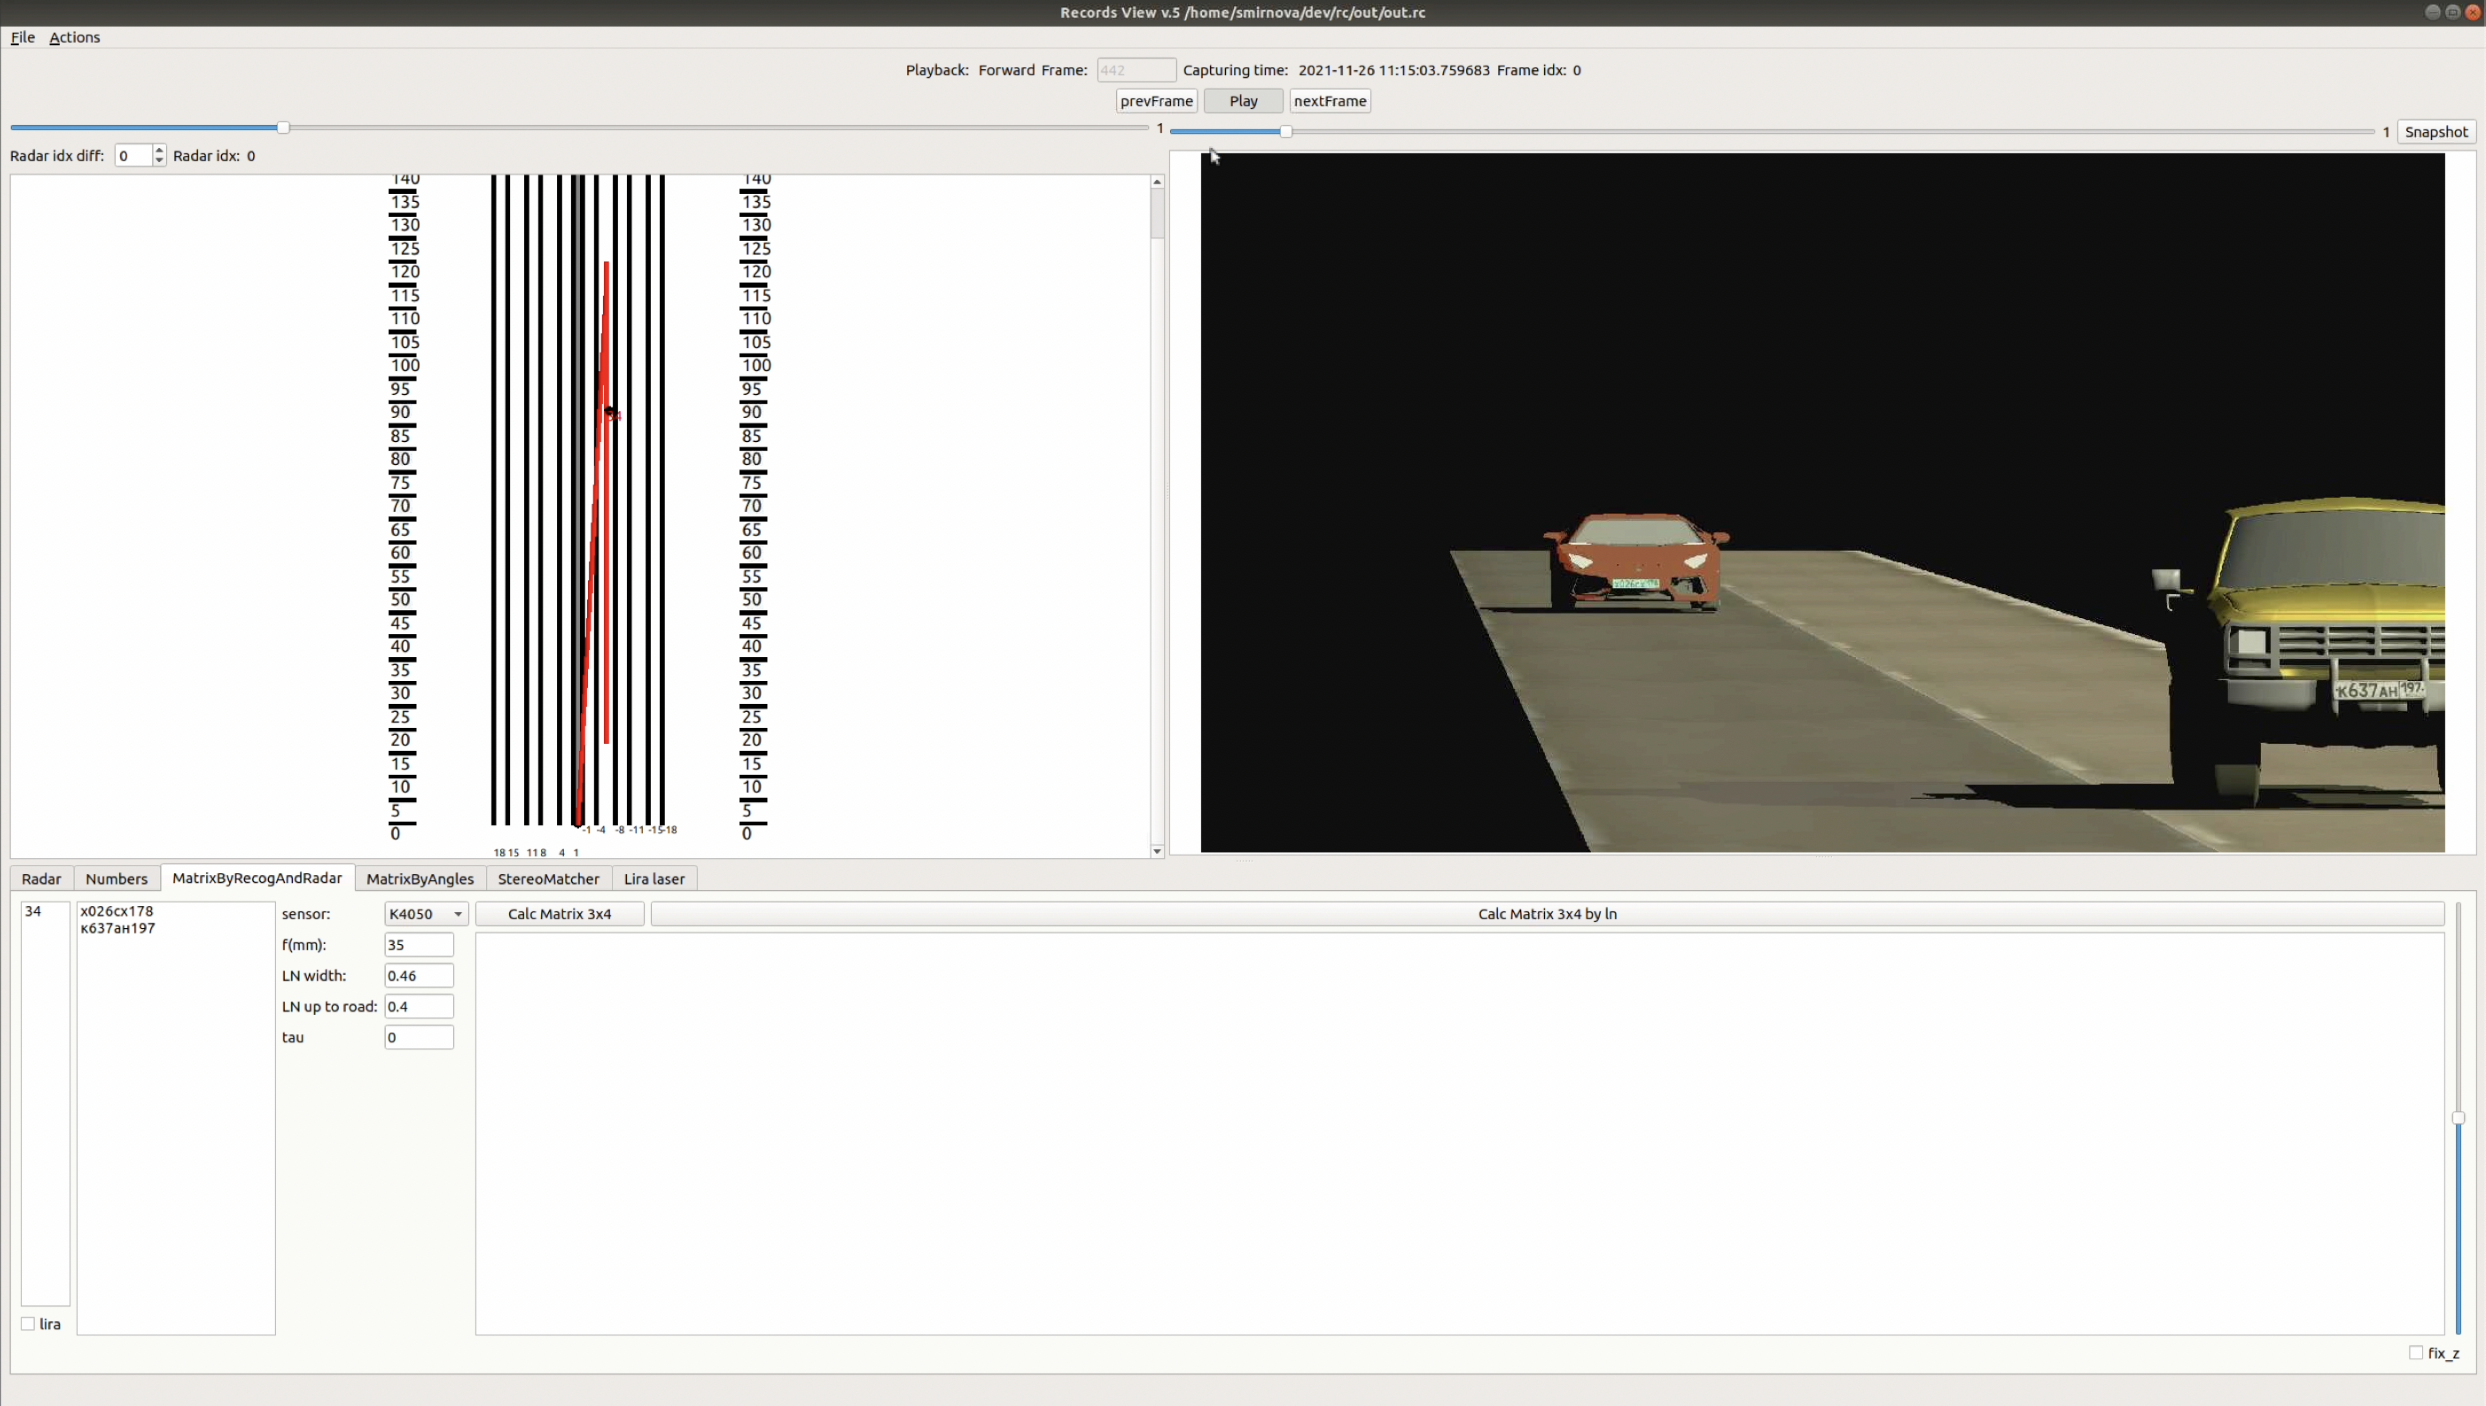 Records View v.5 /home/smirnova/dev/rc/out/out.rc
File Actions
Playback: Forward Frame: 442 Capturing time: 2021-11-26 11:15:03.759683 Frame idx: 0
prevFrame Play nextFrame
1
1 Snapshot
Radar idx diff: 0 Radar idx: 0
140 140
135 135
130 130
125 125
120 120
115 115
110 110
105 105
100 100
95 95
90 90
85 85
80 80
75 75
70 70
65 65
60 60
55 55
50 50
45 45
40 40
35 35
30 30
25 25
20 20
15 15
10 10
5 5
0 0
-1 -4 -8 -11 -15 -18
18 15 11 8 4 1
х026сх178
К637АН 197
Radar Numbers MatrixByRecogAndRadar MatrixByAngles StereoMatcher Lira laser
34
х026сх178
к637ан197
sensor: K4050 Calc Matrix 3x4 Calc Matrix 3x4 by ln
f(mm): 35
LN width: 0.46
LN up to road: 0.4
tau 0
lira
fix_z